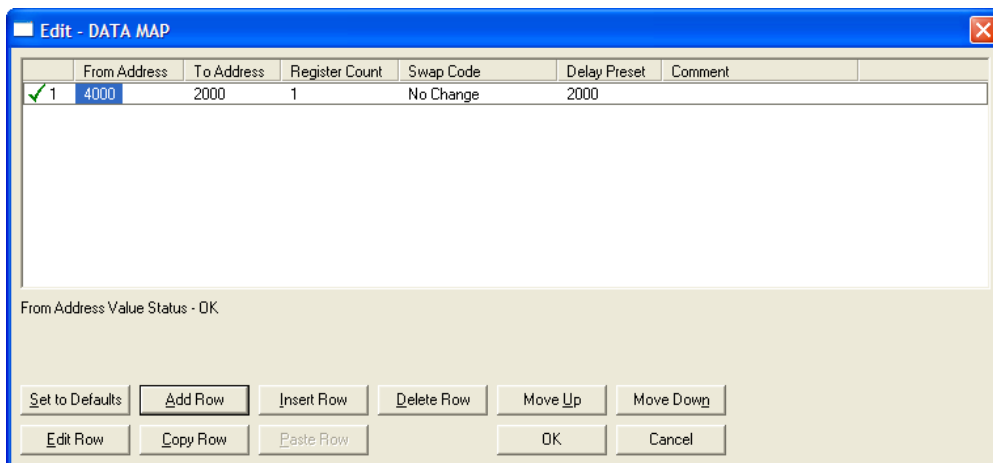 Edit - DATA MAP
From Address To Address Register Count Swap Code Delay Preset Comment
1 4000 2000 1 No Change 2000
From Address Value Status - OK
Set to Defaults Add Row Insert Row Delete Row Move Up Move Down
Edit Row Copy Row Paste Row OK Cancel